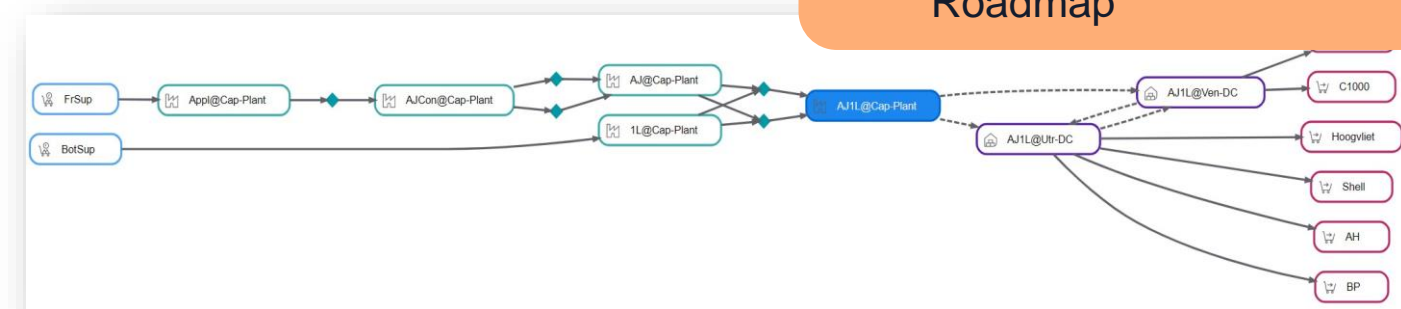 Roadmap
FrSup
Appl@Cap-Plant
AJCon@Cap-Plant
AJ@Cap-Plant
AJ1L@Cap-Plant
AJ1L@Ven-DC
C1000
BotSup
1L@Cap-Plant
AJ1L@Utr-DC
Hoogvliet
Shell
AH
BP